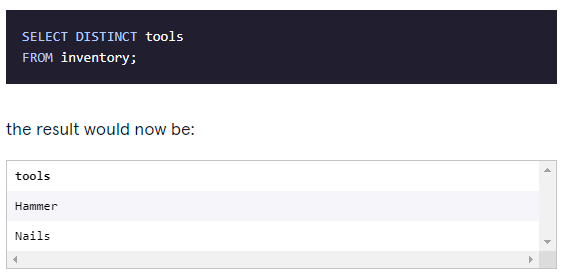 SELECT DISTINCT tools
FROM inventory;
the result would now be:
tools
Hammer
Nails